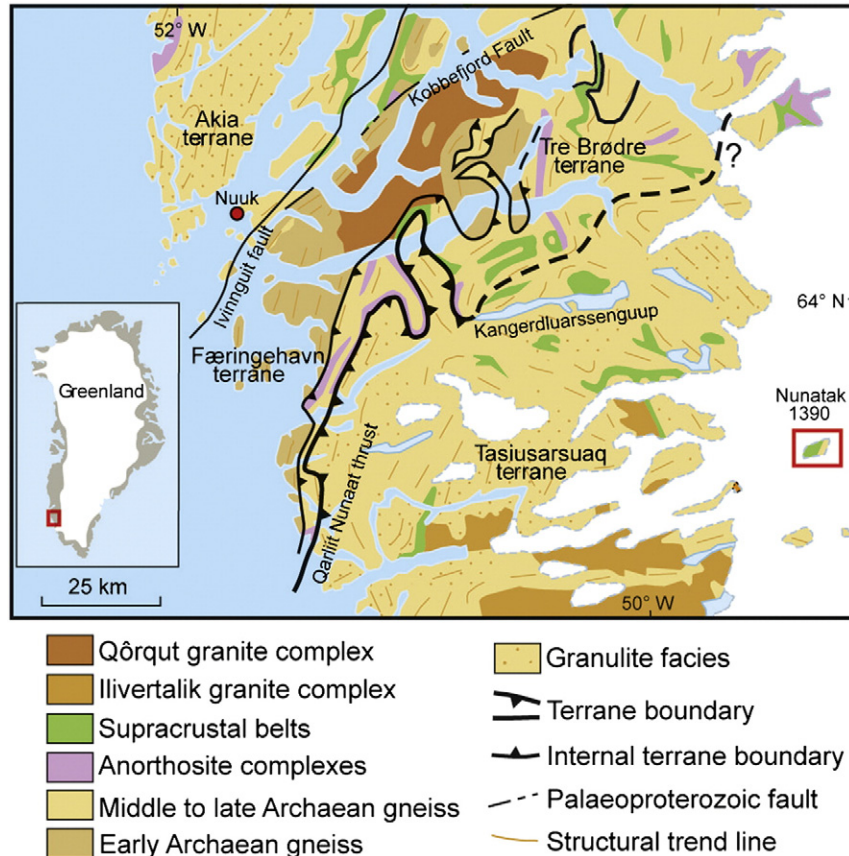 52° W
Kobbefjord Fault
Akia
terrane
Tre Brødre
terrane
?
Nuuk
Ivinnguit fault
64° N
Kangerdluarssenguup
Færingehavn
terrane
Greenland
Nunatak
1390
Tasiusarsuaq
terrane
Qarliit Nunaat thrust
25 km
50° W
Qôrqut granite complex
Ilivertalik granite complex
Supracrustal belts
Anorthosite complexes
Middle to late Archaean gneiss
Early Archaean gneiss
Granulite facies
Terrane boundary
Internal terrane boundary
Palaeoproterozoic fault
Structural trend line